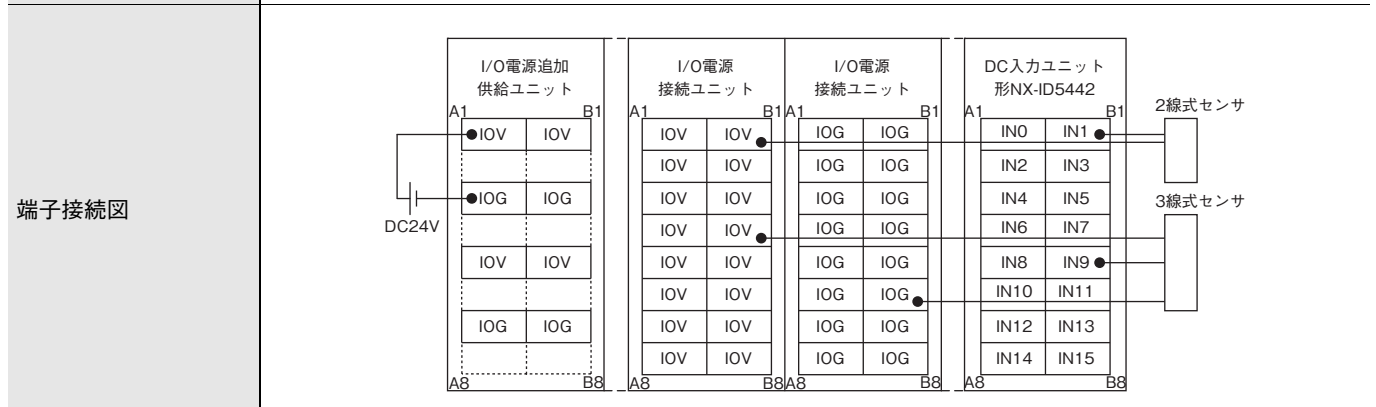 端子接続図
I/O電源追加
供給ユニット
I/O電源
接続ユニット
I/O電源
接続ユニット
DC入力ユニット
形NX-ID5442
2線式センサ
A1 B1 A1 B1 A1 B1 A1 B1
IOV IOV IOV IOV IOG IOG IN0 IN1
IOV IOV IOG IOG IN2 IN3
IOG IOG IOV IOV IOG IOG IN4 IN5
3線式センサ
DC24V
IOV IOV IOG IOG IN6 IN7
IOV IOV IOV IOV IOG IOG IN8 IN9
IOV IOV IOG IOG IN10 IN11
IOG IOG IOV IOV IOG IOG IN12 IN13
IOV IOV IOG IOG IN14 IN15
A8 B8 A8 B8 A8 B8 A8 B8